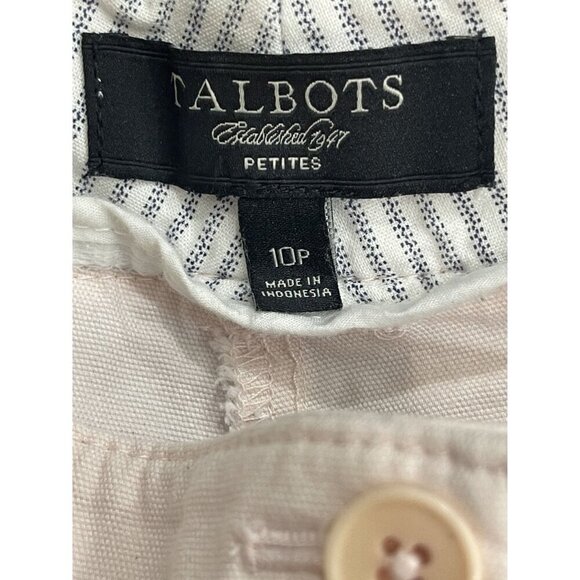 TALBOTS
Established 1947
PETITES
10P
MADE IN
INDONESIA